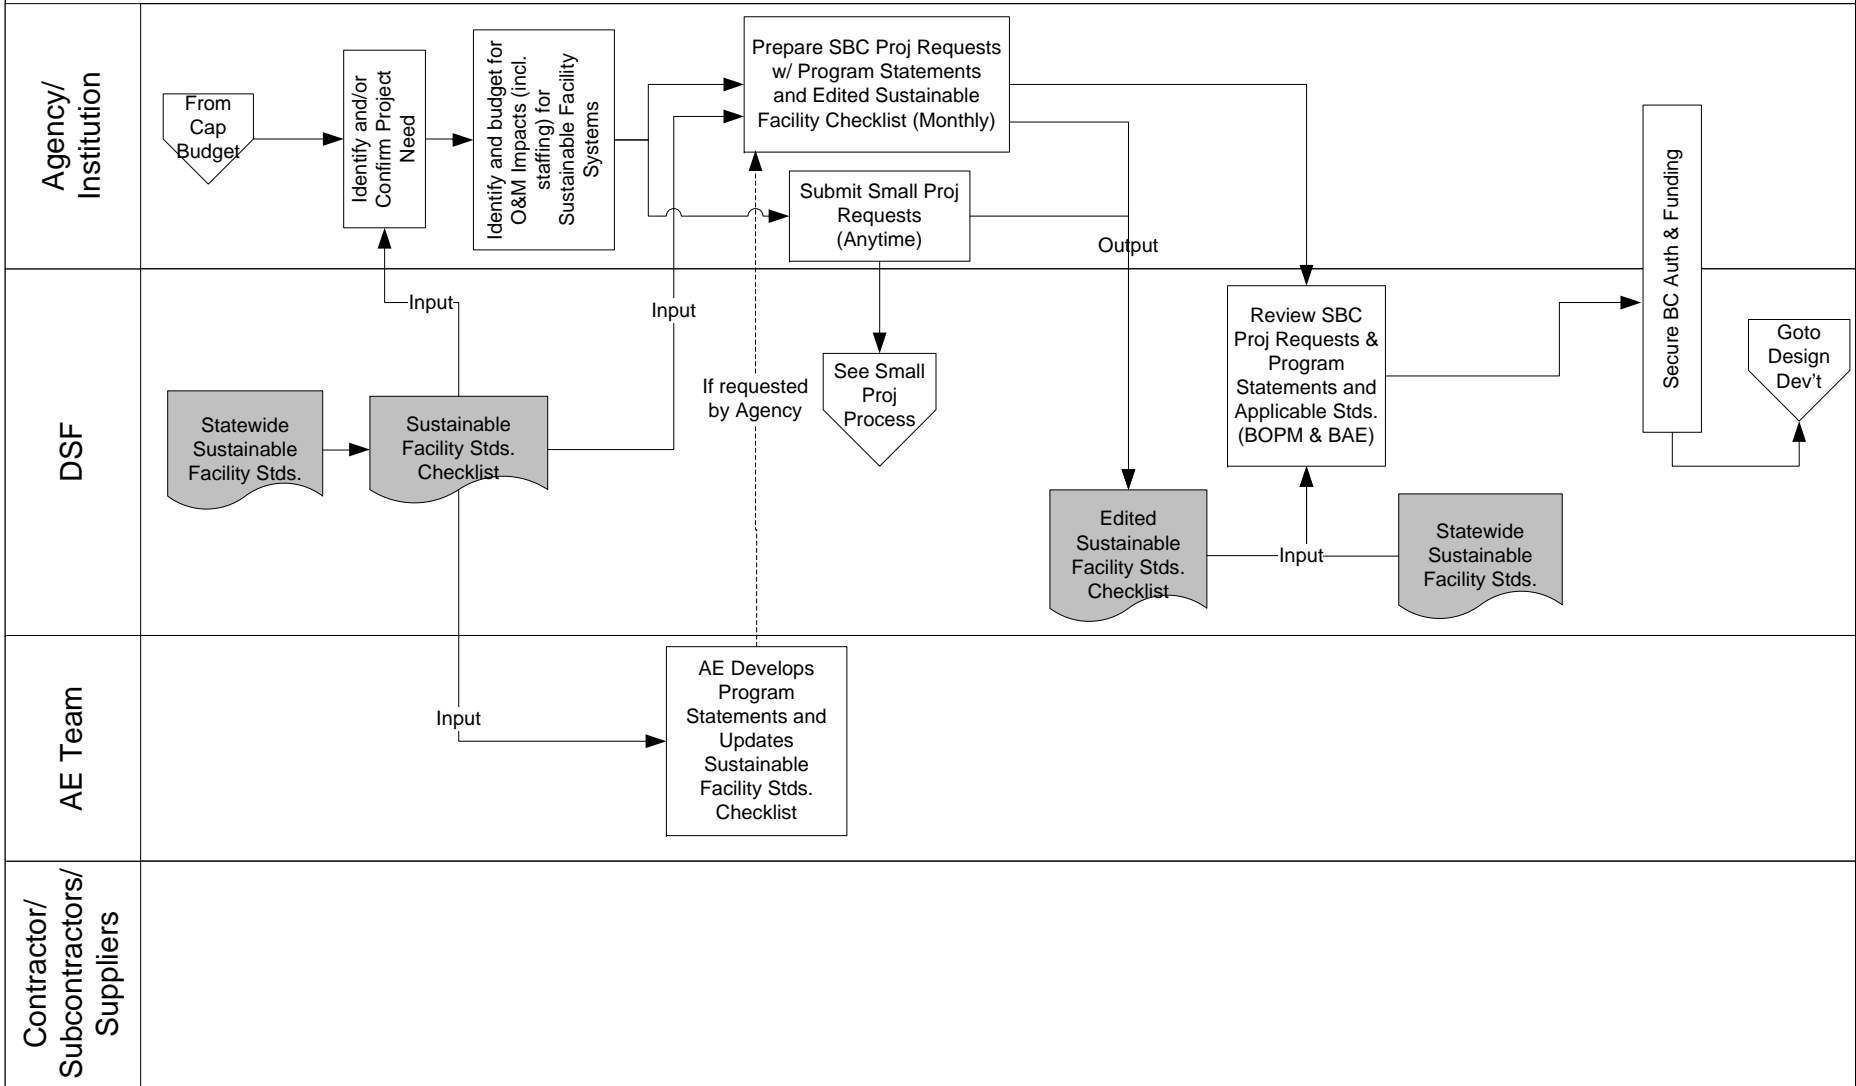 Agency/
Institution
From
Cap
Budget
Identify and/or
Confirm Project
Need
Identify and budget for
O&M Impacts (incl.
staffing) for
Sustainable Facility
Systems
Prepare SBC Proj Requests
w/ Program Statements
and Edited Sustainable
Facility Checklist (Monthly)
Submit Small Proj
Requests
(Anytime)
Output
Secure BC Auth & Funding
DSF
Input
Input
Statewide
Sustainable
Facility Stds.
Sustainable
Facility Stds.
Checklist
If requested
by Agency
See Small
Proj
Process
Review SBC
Proj Requests &
Program
Statements and
Applicable Stds.
(BOPM & BAE)
Goto
Design
Dev't
Edited
Sustainable
Facility Stds.
Checklist
Input
Statewide
Sustainable
Facility Stds.
AE Team
Input
AE Develops
Program
Statements and
Updates
Sustainable
Facility Stds.
Checklist
Contractor/
Subcontractors/
Suppliers